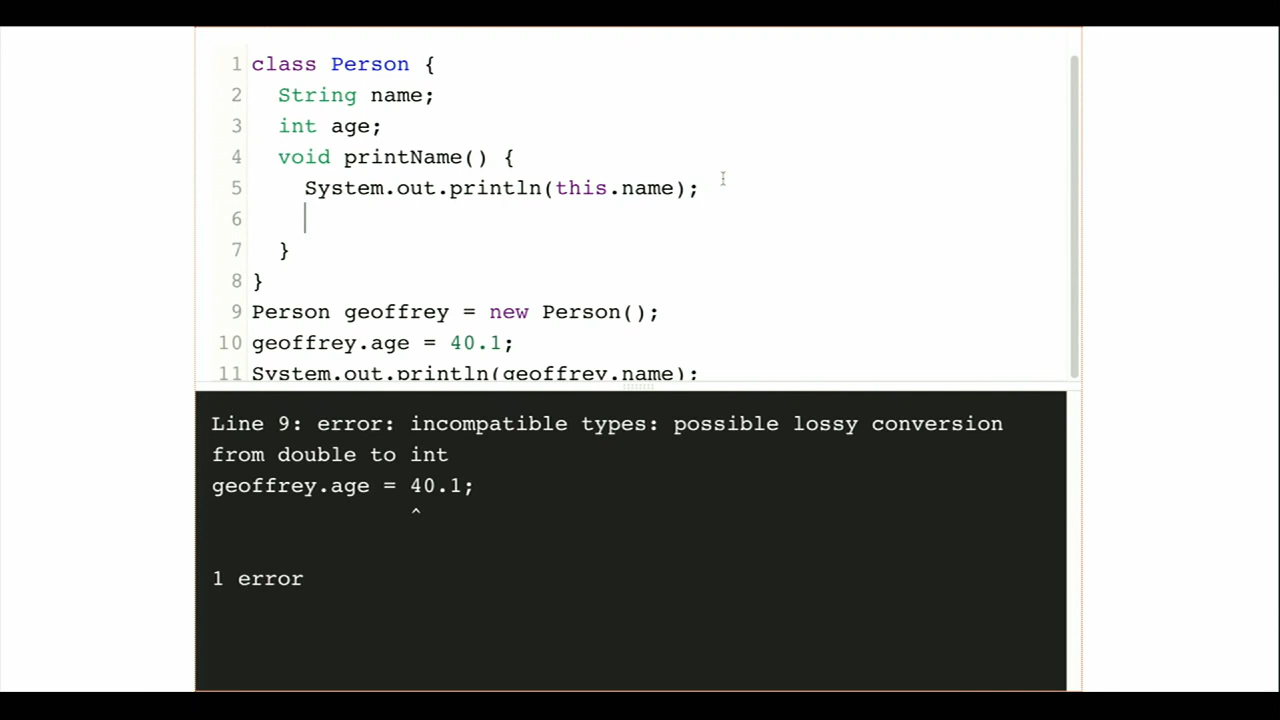 1 class Person {
2 String name;
3 int age;
4 void printName() {
5 System.out.println(this.name);
6
7 }
8 }
9 Person geoffrey = new Person();
10 geoffrey.age = 40.1;
11 System.out.println(geoffrey.name);
Line 9: error: incompatible types: possible lossy conversion
from double to int
geoffrey.age = 40.1;
^
1 error